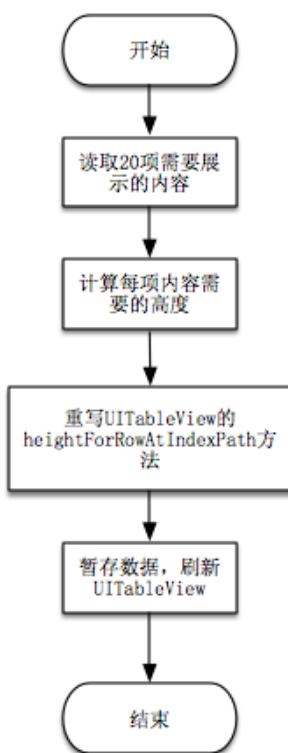 开始
读取20项需要展
示的内容
计算每项内容需
要的高度
重写UITableView的
heightForRowAtIndexPath方
法
暂存数据，刷新
UITableView
结束